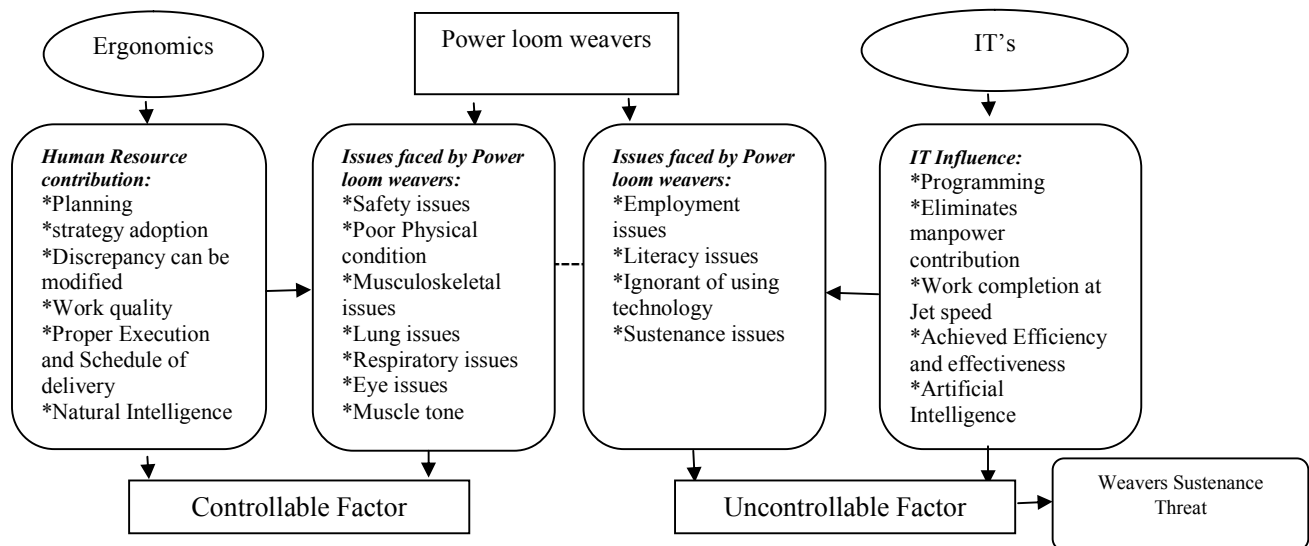 Ergonomics
Power loom weavers
IT’s
Human Resource
contribution:
*Planning
*strategy adoption
*Discrepancy can be
modified
*Work quality
*Proper Execution
and Schedule of
delivery
*Natural Intelligence
Issues faced by Power
loom weavers:
*Safety issues
*Poor Physical
condition
*Musculoskeletal
issues
*Lung issues
*Respiratory issues
*Eye issues
*Muscle tone
Issues faced by Power
loom weavers:
*Employment
issues
*Literacy issues
*Ignorant of using
technology
*Sustenance issues
IT Influence:
*Programming
*Eliminates
manpower
contribution
*Work completion at
Jet speed
*Achieved Efficiency
and effectiveness
*Artificial
Intelligence
Controllable Factor
Uncontrollable Factor
Weavers Sustenance
Threat